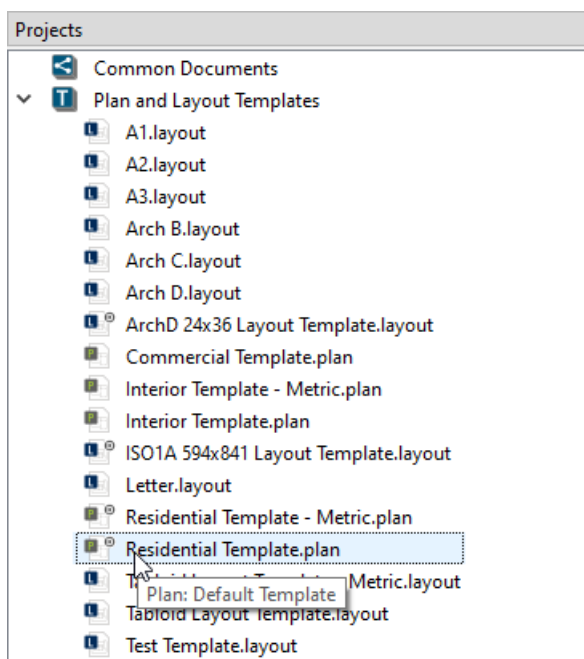 Projects
Common Documents
Plan and Layout Templates
A1.layout
A2.layout
A3.layout
Arch B.layout
Arch C.layout
Arch D.layout
ArchD 24x36 Layout Template.layout
Commercial Template.plan
Interior Template - Metric.plan
Interior Template.plan
ISO1A 594x841 Layout Template.layout
Letter.layout
Residential Template - Metric.plan
Residential Template.plan
Metric.layout
Plan: Default Template
Tabloid Layout Template.layout
Test Template.layout